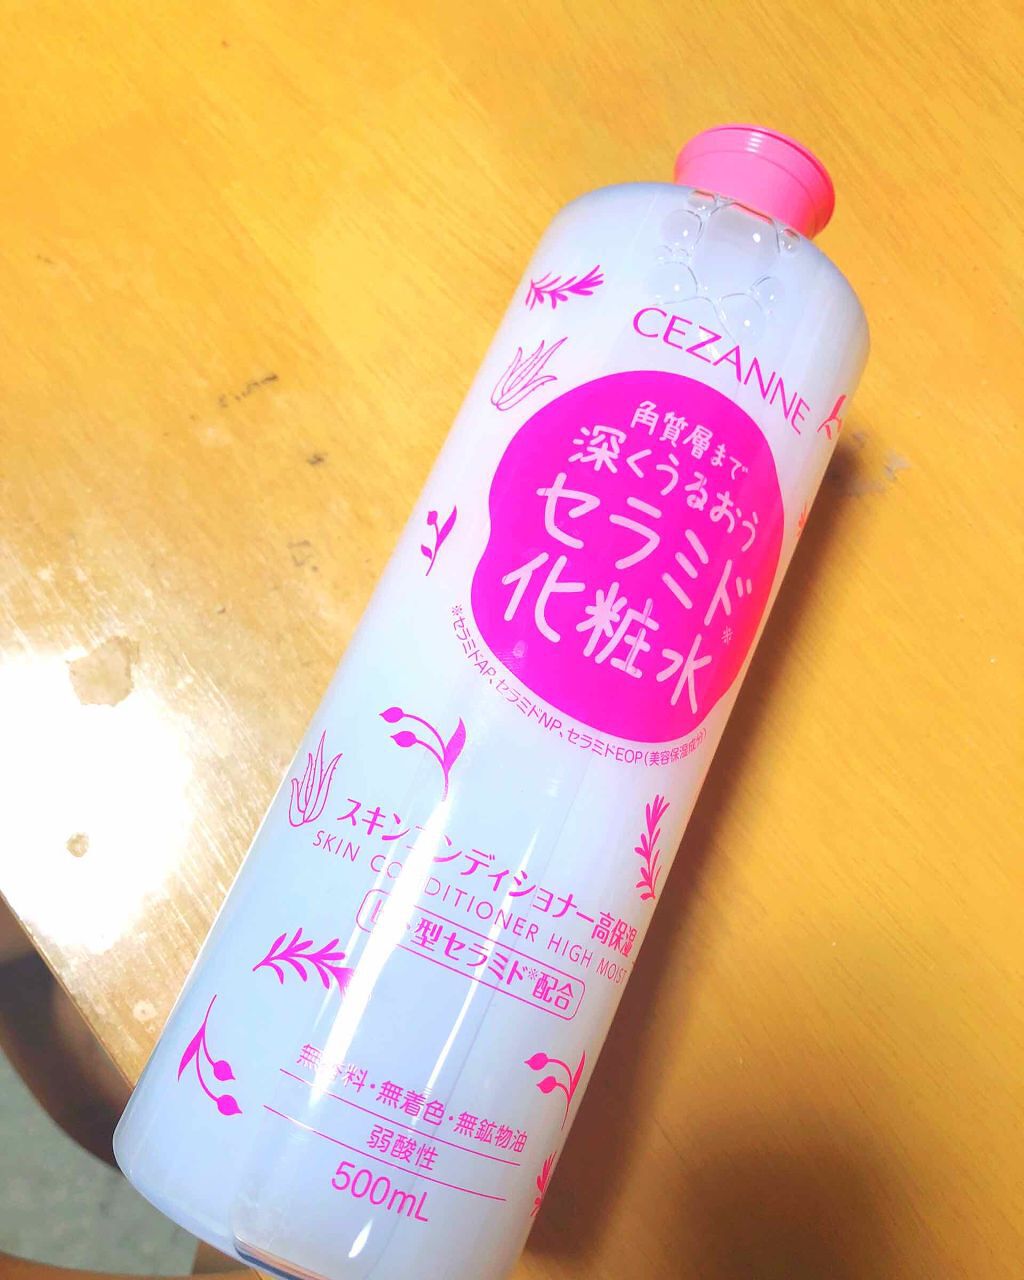 CEZANNE
角質層まで
深くうるおう
セラミド※
化粧水
※セラミドAP、セラミドNP、セラミドEOP(美容保湿成分)
スキンコンディショナー高保湿
SKIN CONDITIONER HIGH MOIST
型セラミド※配合
無香料・無着色・無鉱物油
弱酸性
500mL